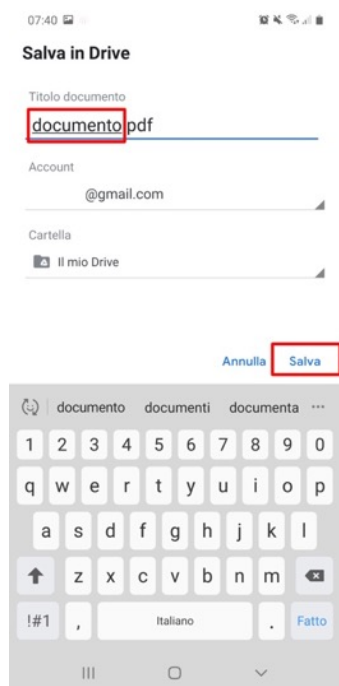 07:40
Salva in Drive
Titolo documento
documento.pdf
Account
@gmail.com
Cartella
Il mio Drive
Annulla Salva
documento documenti documenta ...
1 2 3 4 5 6 7 8 9 0
q w e r t y u i o p
a s d f g h j k l
z x c v b n m
!#1 , Italiano . Fatto